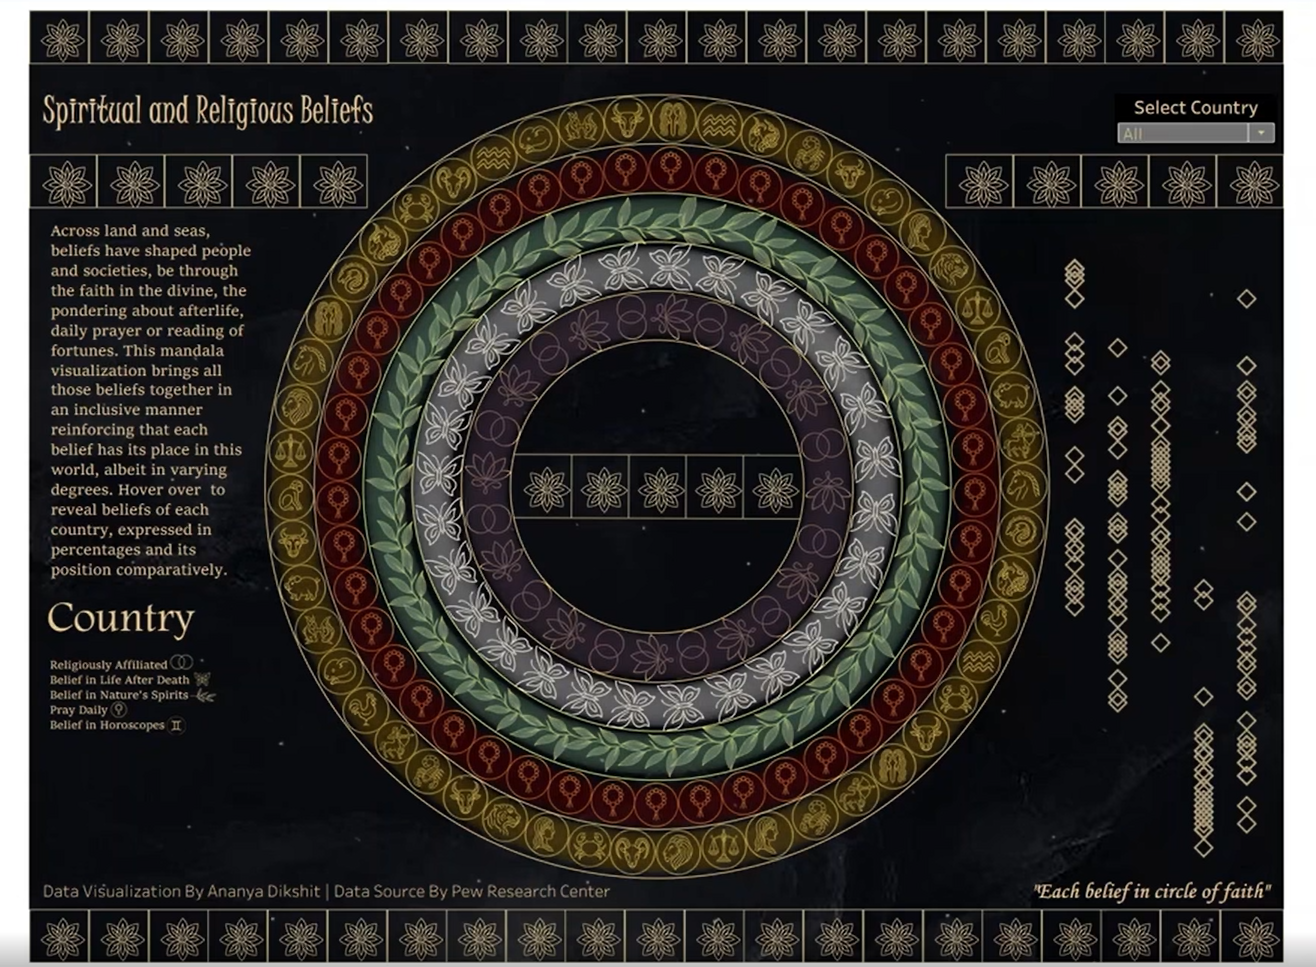 Spiritual and Religious Beliefs
Select Country
All
Across land and seas,
beliefs have shaped people
and societies, be through
the faith in the divine, the
pondering about afterlife,
daily prayer or reading of
fortunes. This mandala
visualization brings all
those beliefs together in
an inclusive manner
reinforcing that each
belief has its place in this
world, albeit in varying
degrees. Hover over to
reveal beliefs of each
country, expressed in
percentages and its
position comparatively.
Country
Religiously Affiliated
Belief in Life After Death
Belief in Nature's Spirits
Pray Daily
Belief in Horoscopes
Data Visualization By Ananya Dikshit | Data Source By Pew Research Center
"Each belief in circle of faith"